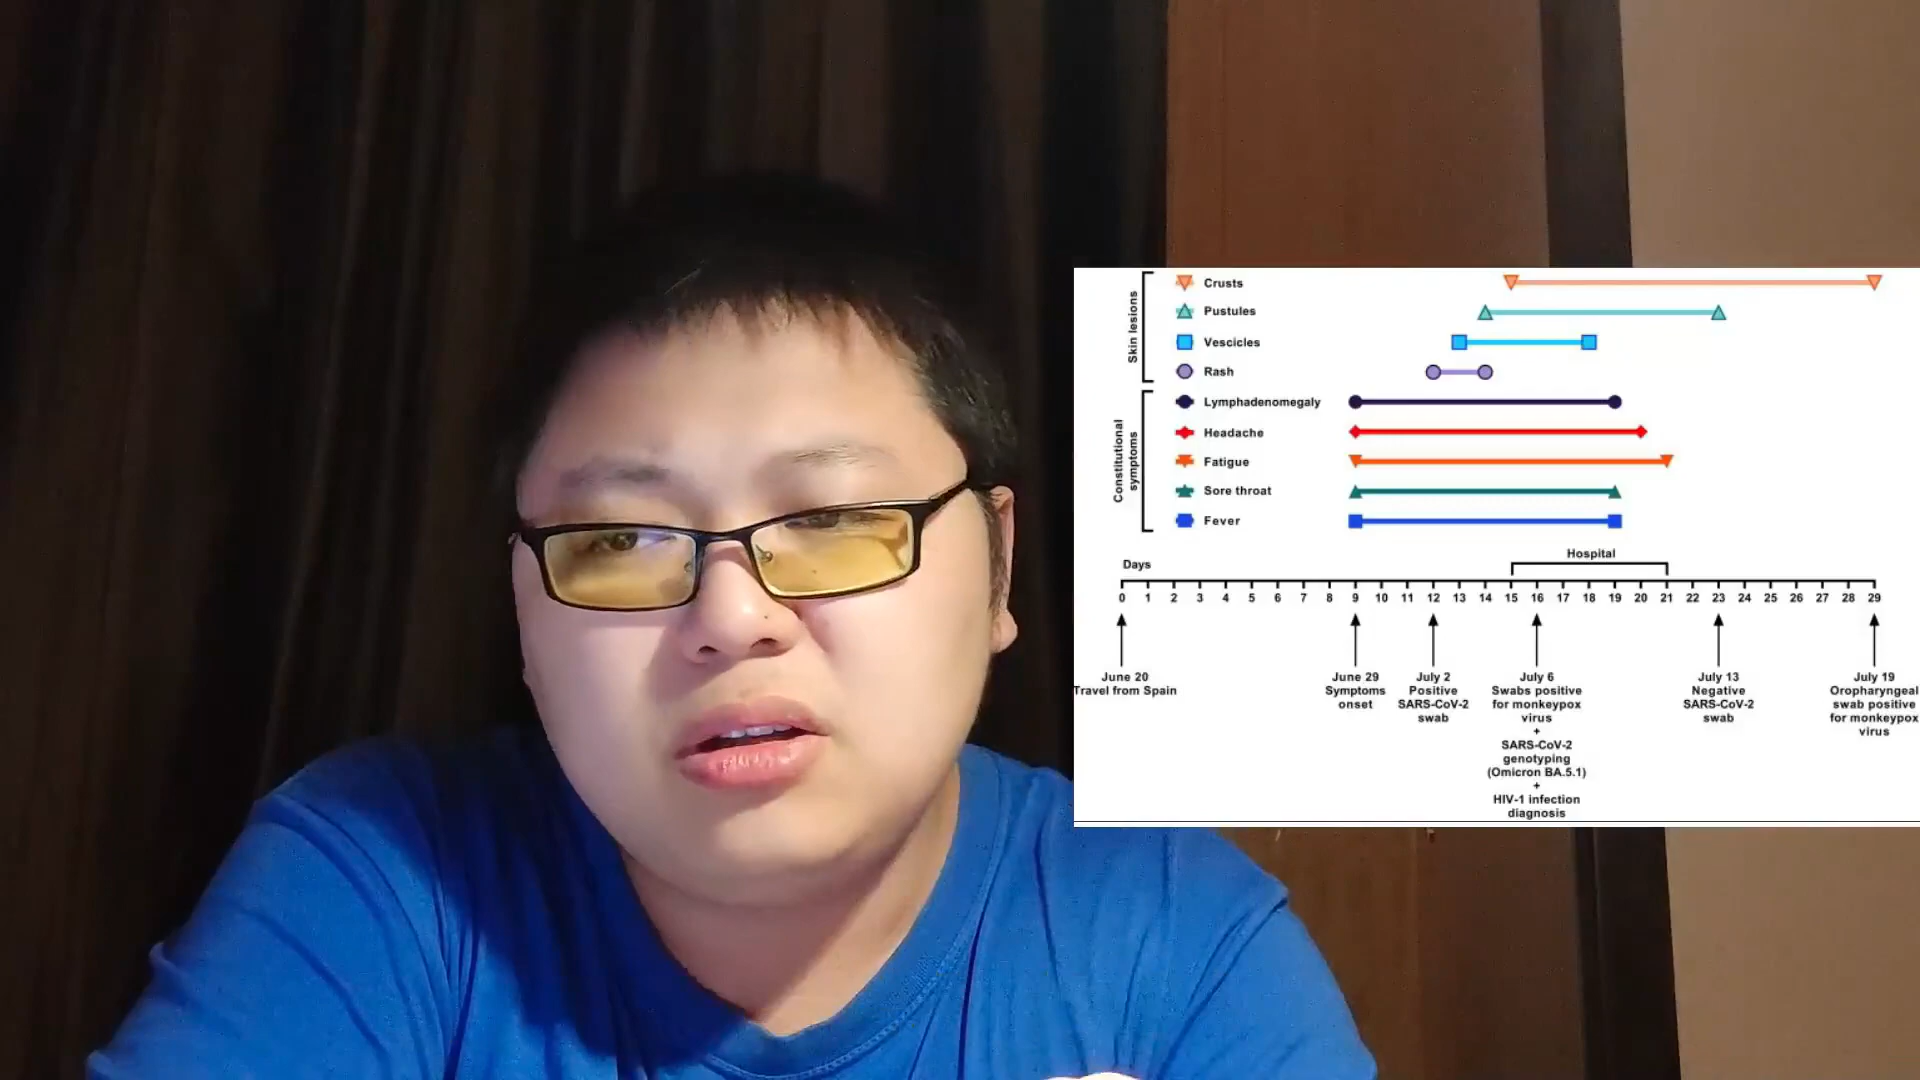 Skin lesions
Crusts
Pustules
Vescicles
Rash
Constitutional
symptoms
Lymphadenomegaly
Headache
Fatigue
Sore throat
Fever
Hospital
Days
0 1 2 3 4 5 6 7 8 9 10 11 12 13 14 15 16 17 18 19 20 21 22 23 24 25 26 27 28 29
June 20
Travel from Spain
June 29
Symptoms
onset
July 2
Positive
SARS-CoV-2
swab
July 6
Swabs positive
for monkeypox
virus
+
SARS-CoV-2
genotyping
(Omicron BA.5.1)
+
HIV-1 infection
diagnosis
July 13
Negative
SARS-CoV-2
swab
July 19
Oropharyngeal
swab positive
for monkeypox
virus